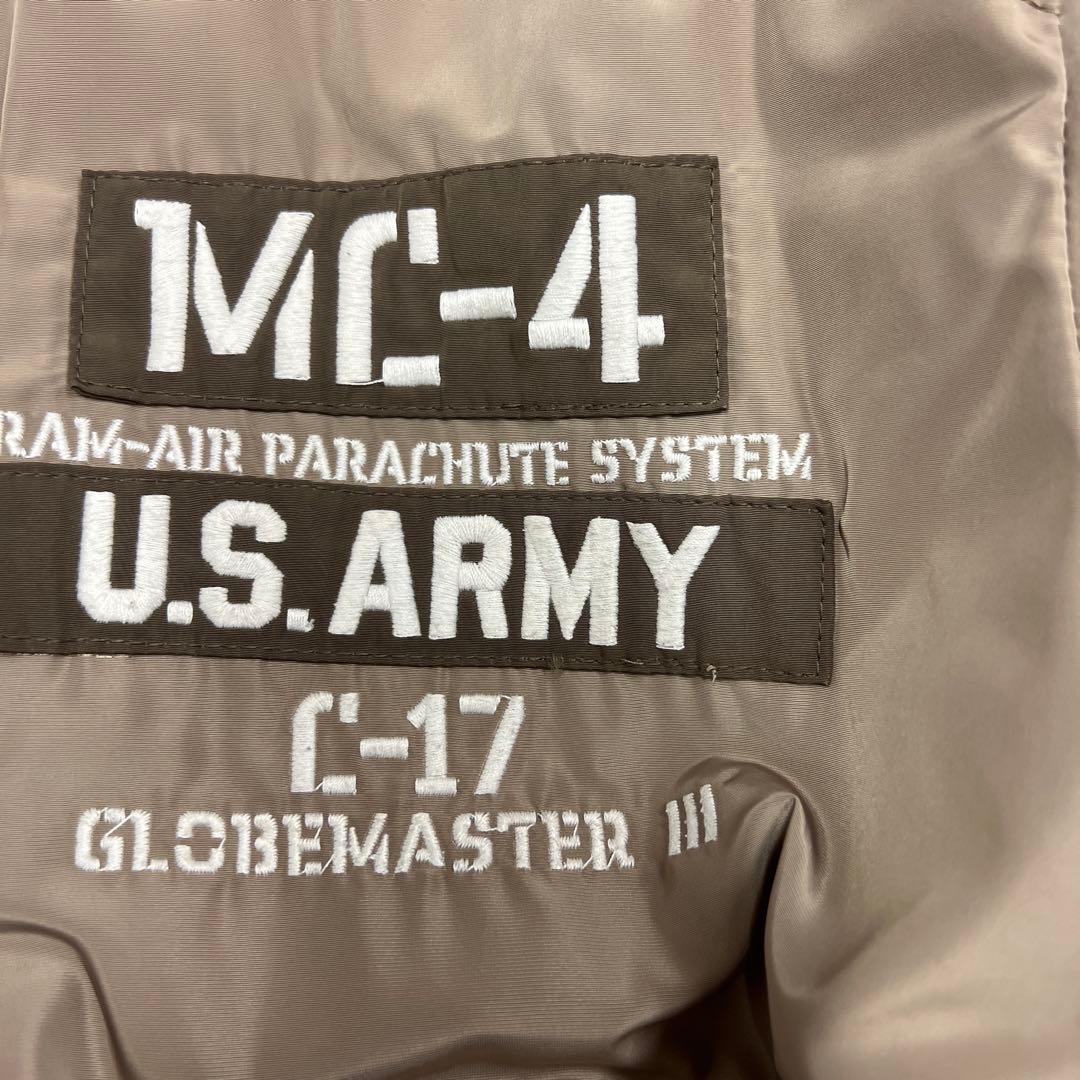 MC-4
RAM-AIR PARACHUTE SYSTEM
U.S. ARMY
C-17
GLOBEMASTER III